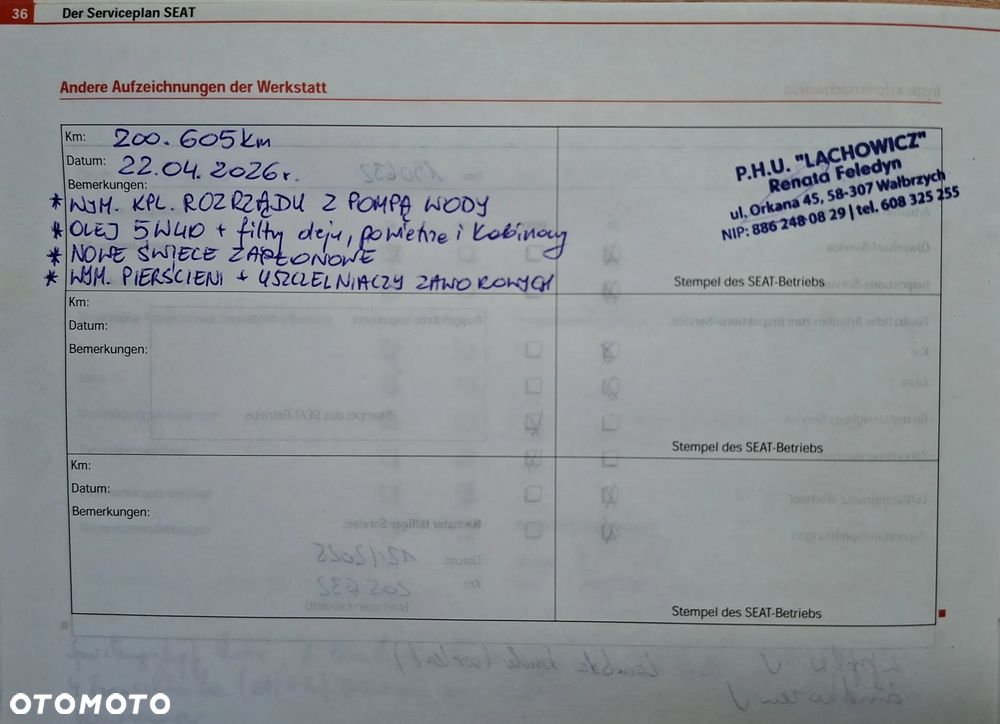 36 Der Serviceplan SEAT
Andere Aufzeichnungen der Werkstatt
Km: 200.605km
Datum: 22.04.2026r.
Bemerkungen:
* WYM. KPL. ROZRZĄDU Z POMPĄ WODY
* OLEJ 5W40 + filtry oleju, powietrze i kabinowy
* NOWE ŚWIECE ZAPŁONOWE
* WYM. PIERŚCIENI + USZCZELNIACZY ZAWOROWYCH
P.H.U. "LACHOWICZ"
Renata Feledyn
ul. Orkana 45, 58-307 Wałbrzych
NIP: 886 248 08 29 | tel. 608 325 255
Stempel des SEAT-Betriebs
Km:
Datum:
Bemerkungen:
Stempel des SEAT-Betriebs
Km:
Datum:
Bemerkungen:
Stempel des SEAT-Betriebs
OTOMOTO